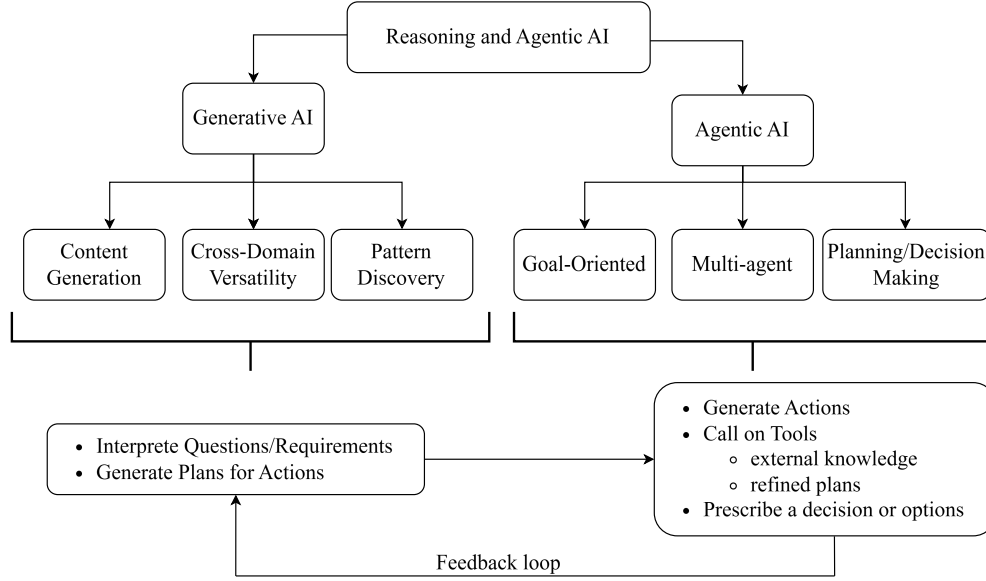 Reasoning and Agentic AI
Generative AI
Agentic AI
Content
Generation
Cross-Domain
Versatility
Pattern
Discovery
Goal-Oriented
Multi-agent
Planning/Decision
Making
• Interprete Questions/Requirements
• Generate Plans for Actions
• Generate Actions
• Call on Tools
○ external knowledge
○ refined plans
• Prescribe a decision or options
Feedback loop